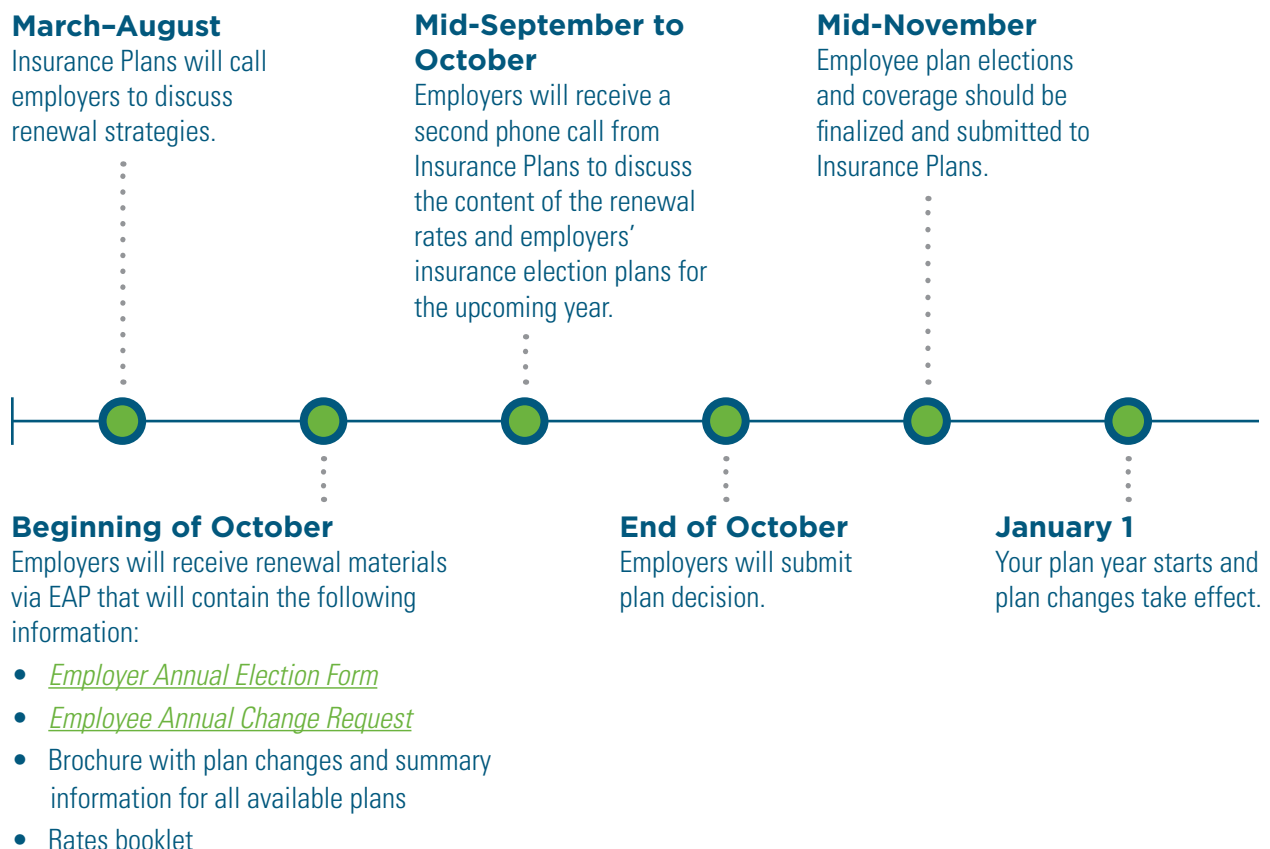 March–August
Insurance Plans will call
employers to discuss
renewal strategies.
Mid-September to
October
Employers will receive a
second phone call from
Insurance Plans to discuss
the content of the renewal
rates and employers’
insurance election plans for
the upcoming year.
Mid-November
Employee plan elections
and coverage should be
finalized and submitted to
Insurance Plans.
Beginning of October
Employers will receive renewal materials
via EAP that will contain the following
information:
• Employer Annual Election Form
• Employee Annual Change Request
• Brochure with plan changes and summary
information for all available plans
• Rates booklet
End of October
Employers will submit
plan decision.
January 1
Your plan year starts and
plan changes take effect.